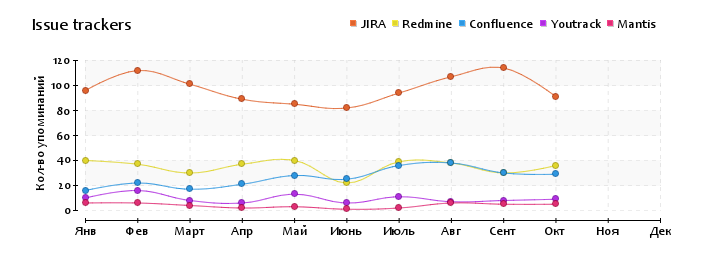 Issue trackers
JIRA Redmine Confluence Youtrack Mantis
Кол-во упоминаний
120
100
80
60
40
20
0
Янв Фев Март Апр Май Июнь Июль Авг Сент Окт Ноя Дек